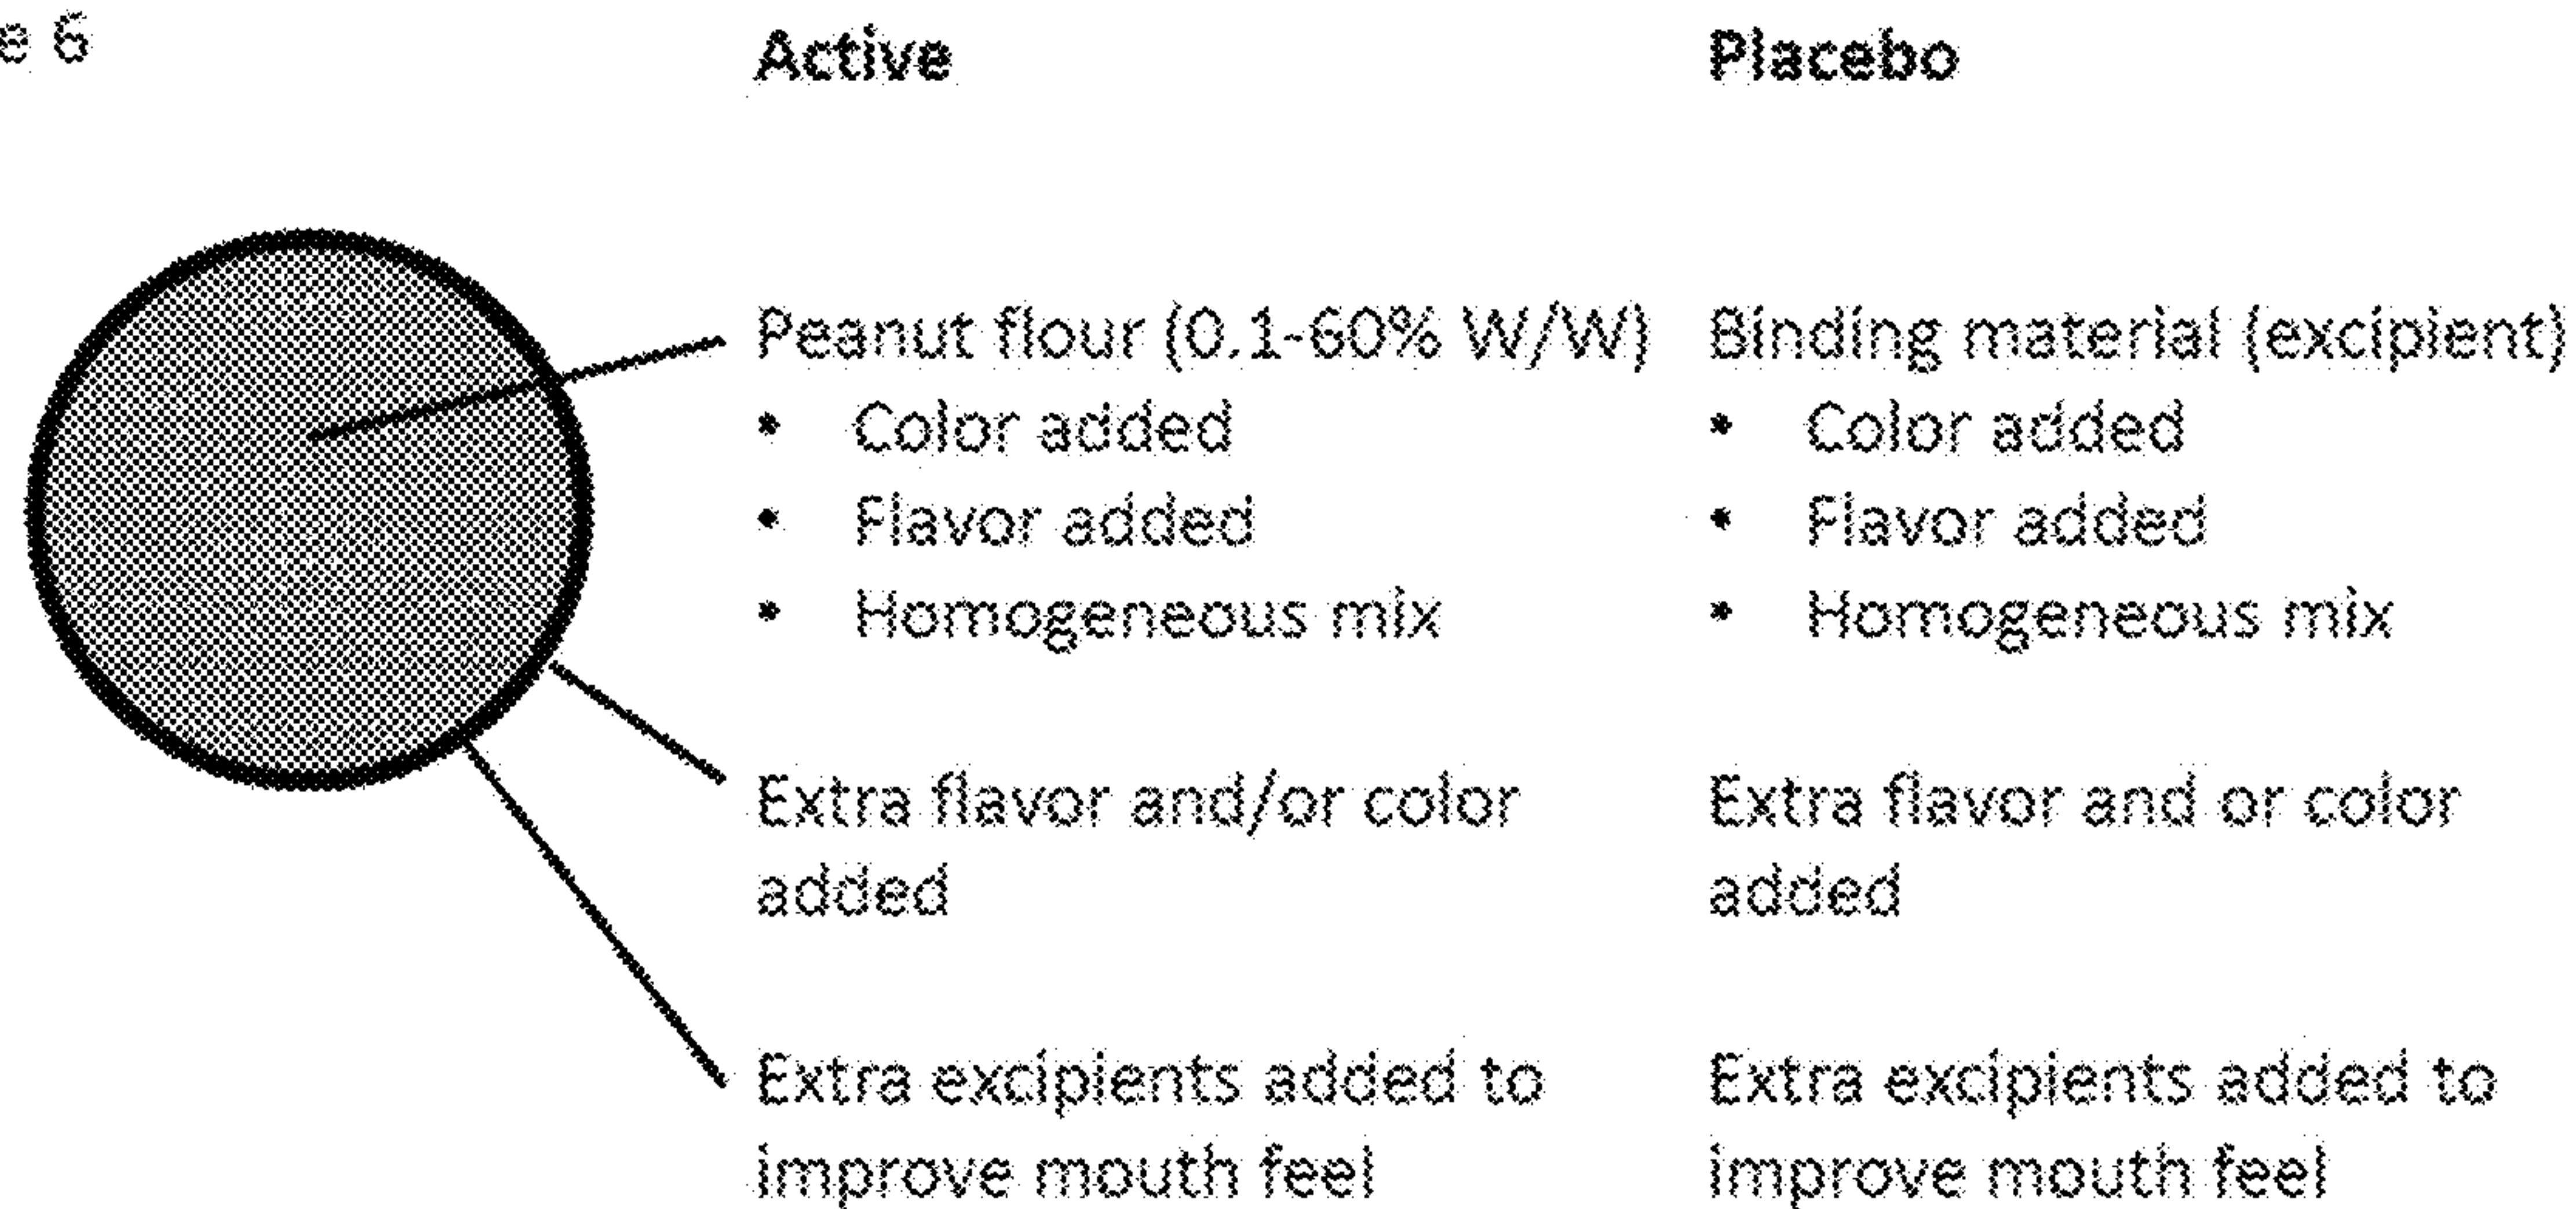 e 6
Active
Placebo
Peanut flour (0.1-60% W/W)
• Color added
• Flavor added
• Homogeneous mix
Extra flavor and/or color
added
Extra excipients added to
improve mouth feel
Binding material (excipient)
• Color added
• Flavor added
• Homogeneous mix
Extra flavor and or color
added
Extra excipients added to
improve mouth feel